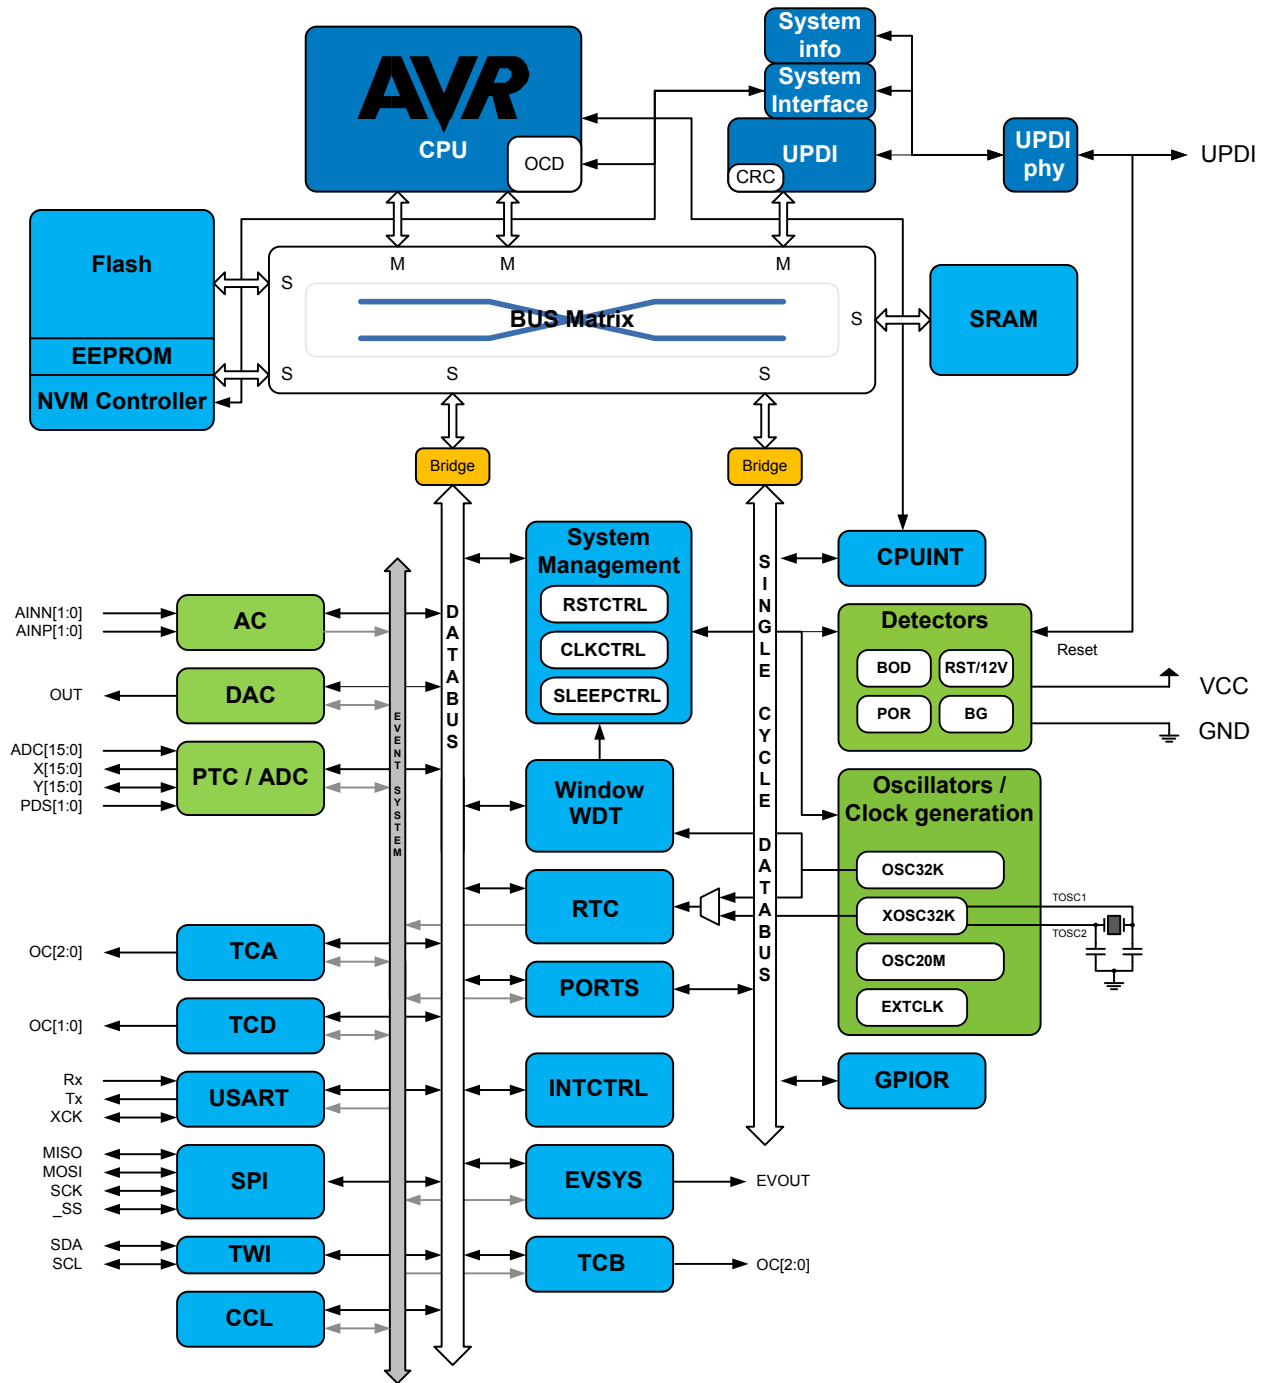 System
info
System
Interface
AVR
CPU
OCD
UPDI
CRC
UPDI
phy
UPDI
Flash
EEPROM
NVM Controller
M
M
M
S
S
S
S
S
BUS Matrix
SRAM
Bridge
Bridge
DATABUS
EVENT SYSTEM
SINGLE CYCLE DATABUS
System
Management
RSTCTRL
CLKCTRL
SLEEPCTRL
CPUINT
Detectors
BOD
RST/12V
POR
BG
Reset
VCC
GND
AINN[1:0]
AINP[1:0]
AC
OUT
DAC
ADC[15:0]
X[15:0]
Y[15:0]
PDS[1:0]
PTC / ADC
Window
WDT
Oscillators /
Clock generation
OSC32K
XOSC32K
OSC20M
EXTCLK
TOSC1
TOSC2
RTC
OC[2:0]
TCA
PORTS
OC[1:0]
TCD
Rx
Tx
XCK
USART
INTCTRL
GPIOR
MISO
MOSI
SCK
_SS
SPI
EVSYS
EVOUT
SDA
SCL
TWI
TCB
OC[2:0]
CCL